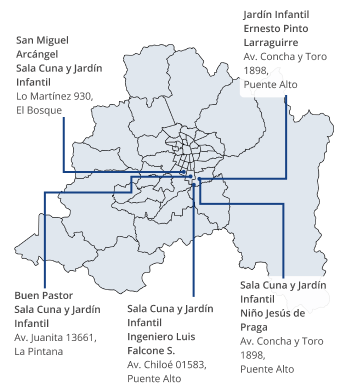 Jardín Infantil
Ernesto Pinto
Larraguirre
Av. Concha y Toro
1898,
Puente Alto
San Miguel
Arcángel
Sala Cuna y Jardín
Infantil
Lo Martínez 930,
El Bosque
Buen Pastor
Sala Cuna y Jardín
Infantil
Av. Juanita 13661,
La Pintana
Sala Cuna y Jardín
Infantil
Ingeniero Luis
Falcone S.
Av. Chiloé 01583,
Puente Alto
Sala Cuna y Jardín
Infantil
Niño Jesús de
Praga
Av. Concha y Toro
1898,
Puente Alto